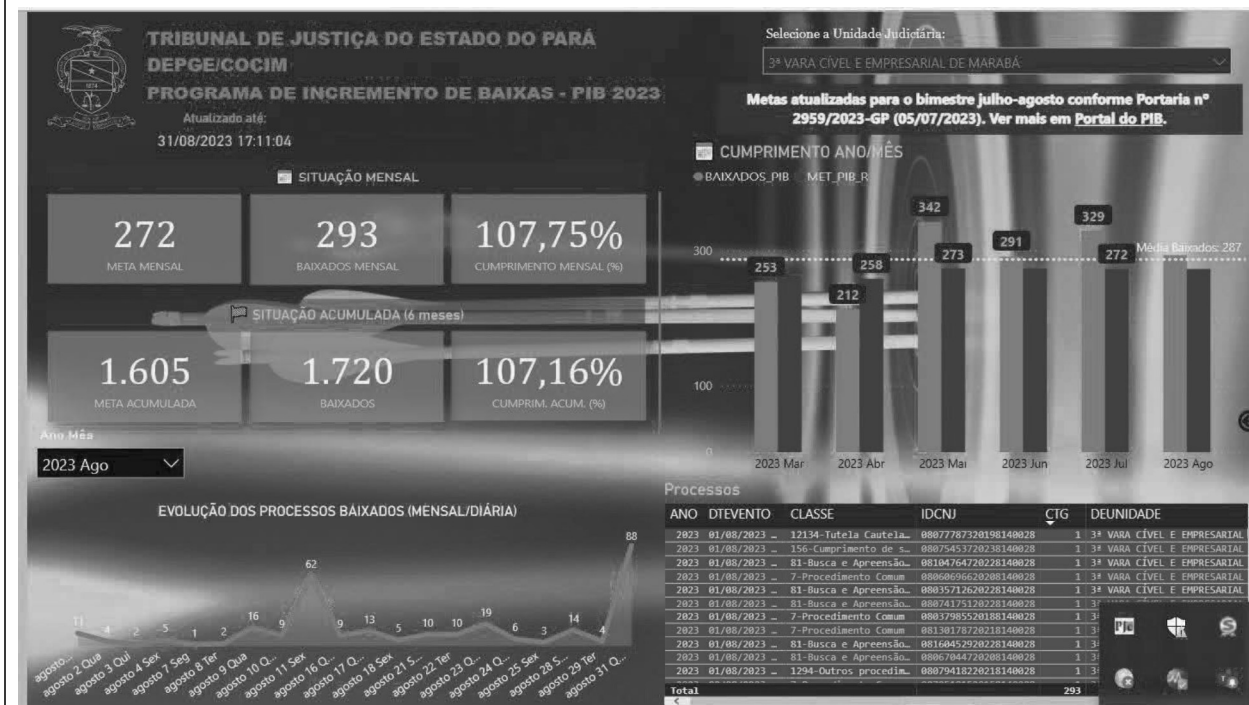 TRIBUNAL DE JUSTIÇA DO ESTADO DO PARÁ
DEPGE/COCIM
PROGRAMA DE INCREMENTO DE BAIXAS - PIB 2023
Atualizado até:
31/08/2023 17:11:04
Selecione a Unidade Judiciária:
3ª VARA CÍVEL E EMPRESARIAL DE MARABÁ
Metas atualizadas para o bimestre julho-agosto conforme Portaria nº
2959/2023-GP (05/07/2023). Ver mais em Portal do PIB.
SITUAÇÃO MENSAL
272
META MENSAL
293
BAIXADOS MENSAL
107,75%
CUMPRIMENTO MENSAL (%)
SITUAÇÃO ACUMULADA (6 meses)
1.605
META ACUMULADA
1.720
BAIXADOS
107,16%
CUMPRIM. ACUM. (%)
CUMPRIMENTO ANO/MÊS
BAIXADOS_PIB MET_PIB_R
342
329
291
300
253
258
273
272
Média Baixados: 287
212
100
0
2023 Mar 2023 Abr 2023 Mai 2023 Jun 2023 Jul 2023 Ago
Ano Mês
2023 Ago
EVOLUÇÃO DOS PROCESSOS BAIXADOS (MENSAL/DIÁRIA)
11 4 2 5 1 2 16 9 62 9 13 5 10 10 19 6 3 14 4 88
agosto...
agosto 2 Qua
agosto 3 Qui
agosto 4 Sex
agosto 7 Seg
agosto 8 Ter
agosto 9 Qua
agosto 10 Q...
agosto 11 Sex
agosto 16 Q...
agosto 17 Q...
agosto 18 Sex
agosto 21 S...
agosto 22 Ter
agosto 23 Q...
agosto 24 Q...
agosto 25 Sex
agosto 28 S...
agosto 29 Ter
agosto 31 Q...
Processos
ANO DTEVENTO CLASSE IDCNJ CTG DEUNIDADE
2023 01/08/2023 … 12134-Tutela Cautela… 08077787320198140028 1 3ª VARA CÍVEL E EMPRESARIAL
2023 01/08/2023 … 156-Cumprimento de s… 08075453720238140028 1 3ª VARA CÍVEL E EMPRESARIAL
2023 01/08/2023 … 81-Busca e Apreensão… 08104764720228140028 1 3ª VARA CÍVEL E EMPRESARIAL
2023 01/08/2023 … 7-Procedimento Comum 08060696620208140028 1 3ª VARA CÍVEL E EMPRESARIAL
2023 01/08/2023 … 81-Busca e Apreensão… 08035712620228140028 1 3ª VARA CÍVEL E EMPRESARIAL
2023 01/08/2023 … 81-Busca e Apreensão… 08074175120228140028 1
2023 01/08/2023 … 7-Procedimento Comum 08037985520188140028 1
2023 01/08/2023 … 7-Procedimento Comum 08130178720218140028 1
2023 01/08/2023 … 81-Busca e Apreensão… 08160452920228140028 1
2023 01/08/2023 … 81-Busca e Apreensão… 08067044720208140028 1
2023 01/08/2023 … 1294-Outros procedim… 08079418220218140028 1
Total 293
PJe